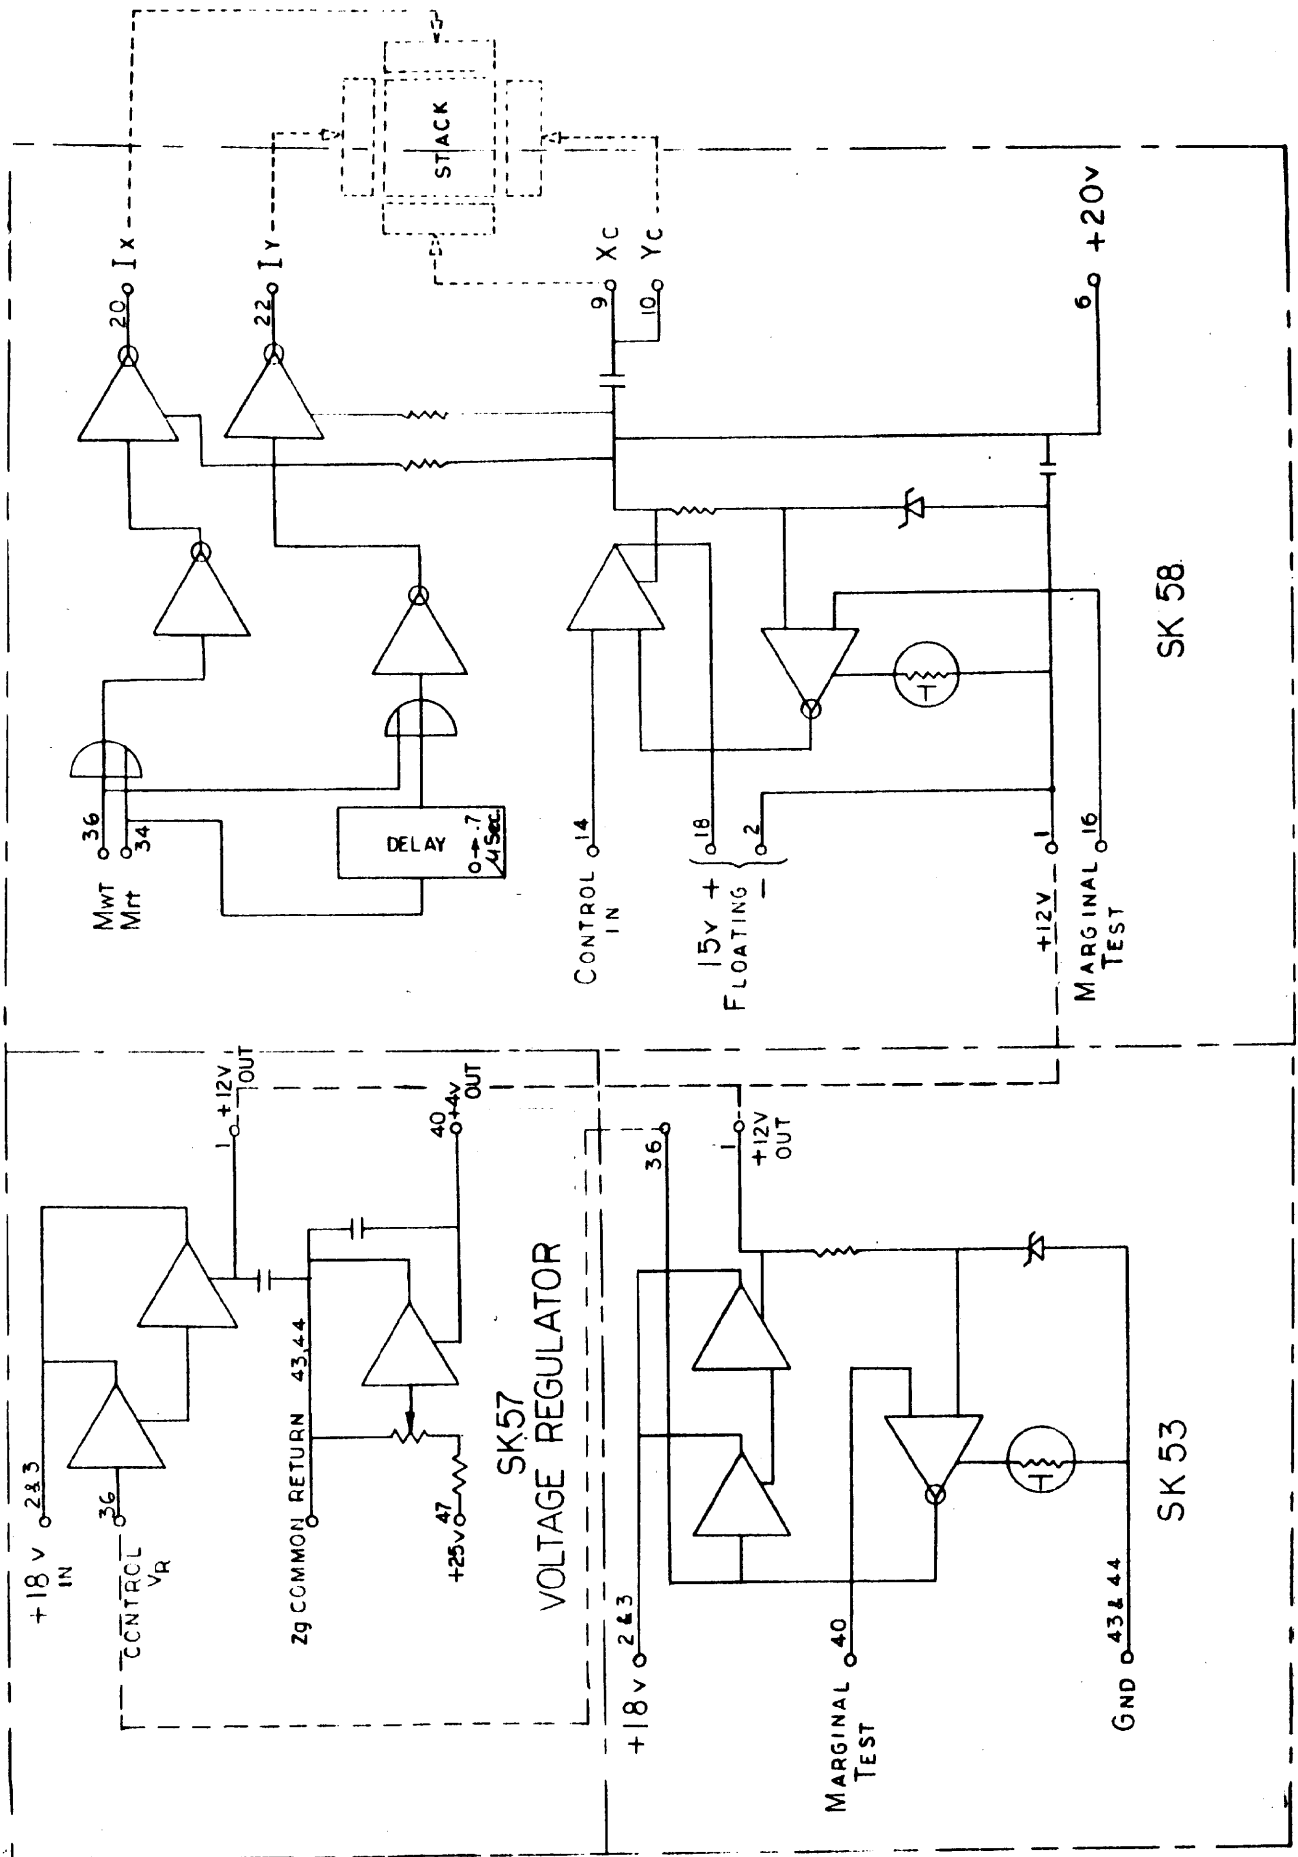 +18V
IN
2&3
CONTROL
VR
36
1
+12V
OUT
Zg COMMON RETURN 43,44
+25V
47
40
+4V
OUT
SK57
VOLTAGE REGULATOR
+18V
2&3
36
1
+12V
OUT
MARGINAL
TEST
40
GND
43&44
SK 53
MWT
Mrt
36
34
20
IX
22
IY
DELAY
0→.7
μSec.
STACK
CONTROL
IN
14
15V +
FLOATING
-
18
2
9
XC
10
YC
+12V
1
MARGINAL
TEST
16
6
+20V
T
T
SK 58